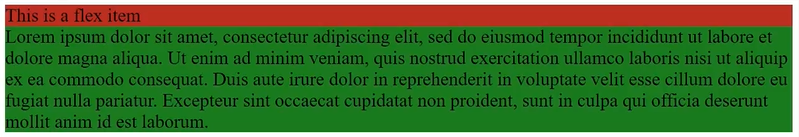 This is a flex item
Lorem ipsum dolor sit amet, consectetur adipiscing elit, sed do eiusmod tempor incididunt ut labore et
dolore magna aliqua. Ut enim ad minim veniam, quis nostrud exercitation ullamco laboris nisi ut aliquip
ex ea commodo consequat. Duis aute irure dolor in reprehenderit in voluptate velit esse cillum dolore eu
fugiat nulla pariatur. Excepteur sint occaecat cupidatat non proident, sunt in culpa qui officia deserunt
mollit anim id est laborum.